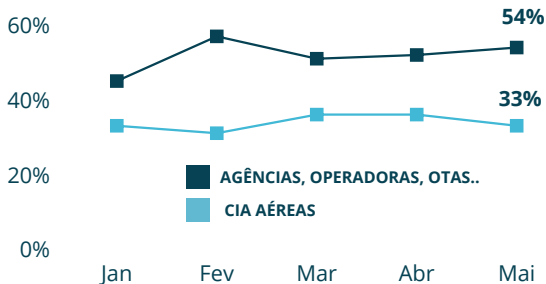 54%
60%
33%
40%
20%
AGÊNCIAS, OPERADORAS, OTAS..
CIA AÉREAS
0%
Jan Fev Mar Abr Mai